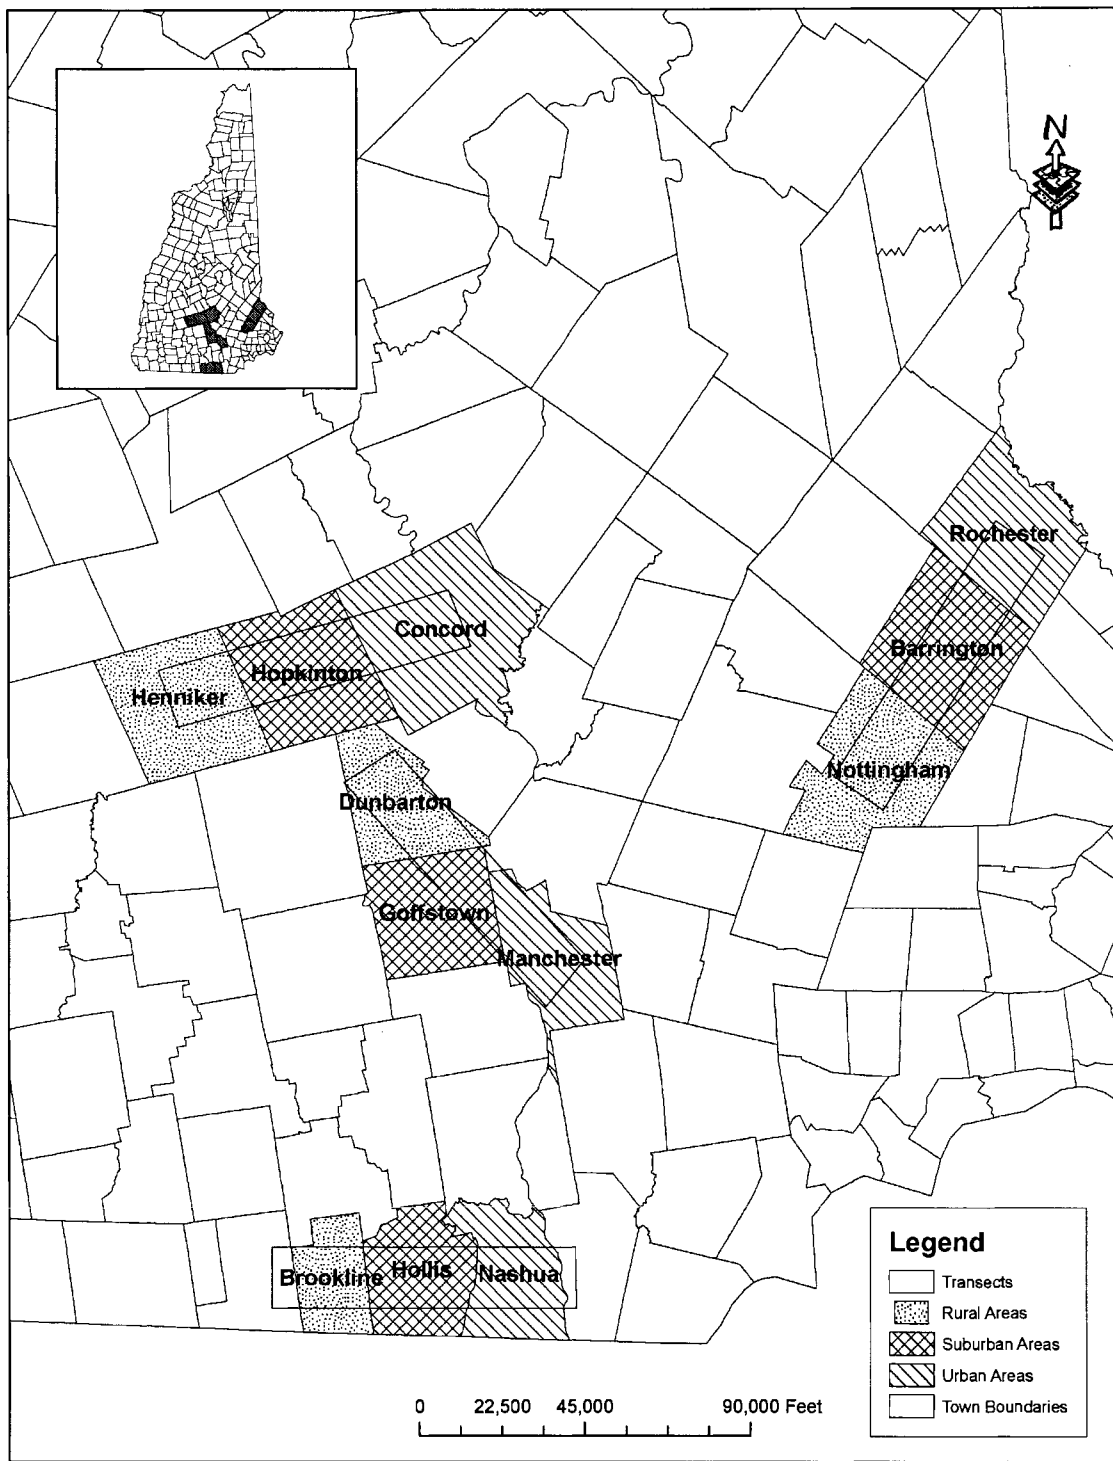 N
Rochester
Concord
Barrington
Hopkinton
Henniker
Nottingham
Dunbarton
Goffstown
Manchester
Brookline
Hollis
Nashua
Legend
Transects
Rural Areas
Suburban Areas
Urban Areas
Town Boundaries
0 22,500 45,000 90,000 Feet